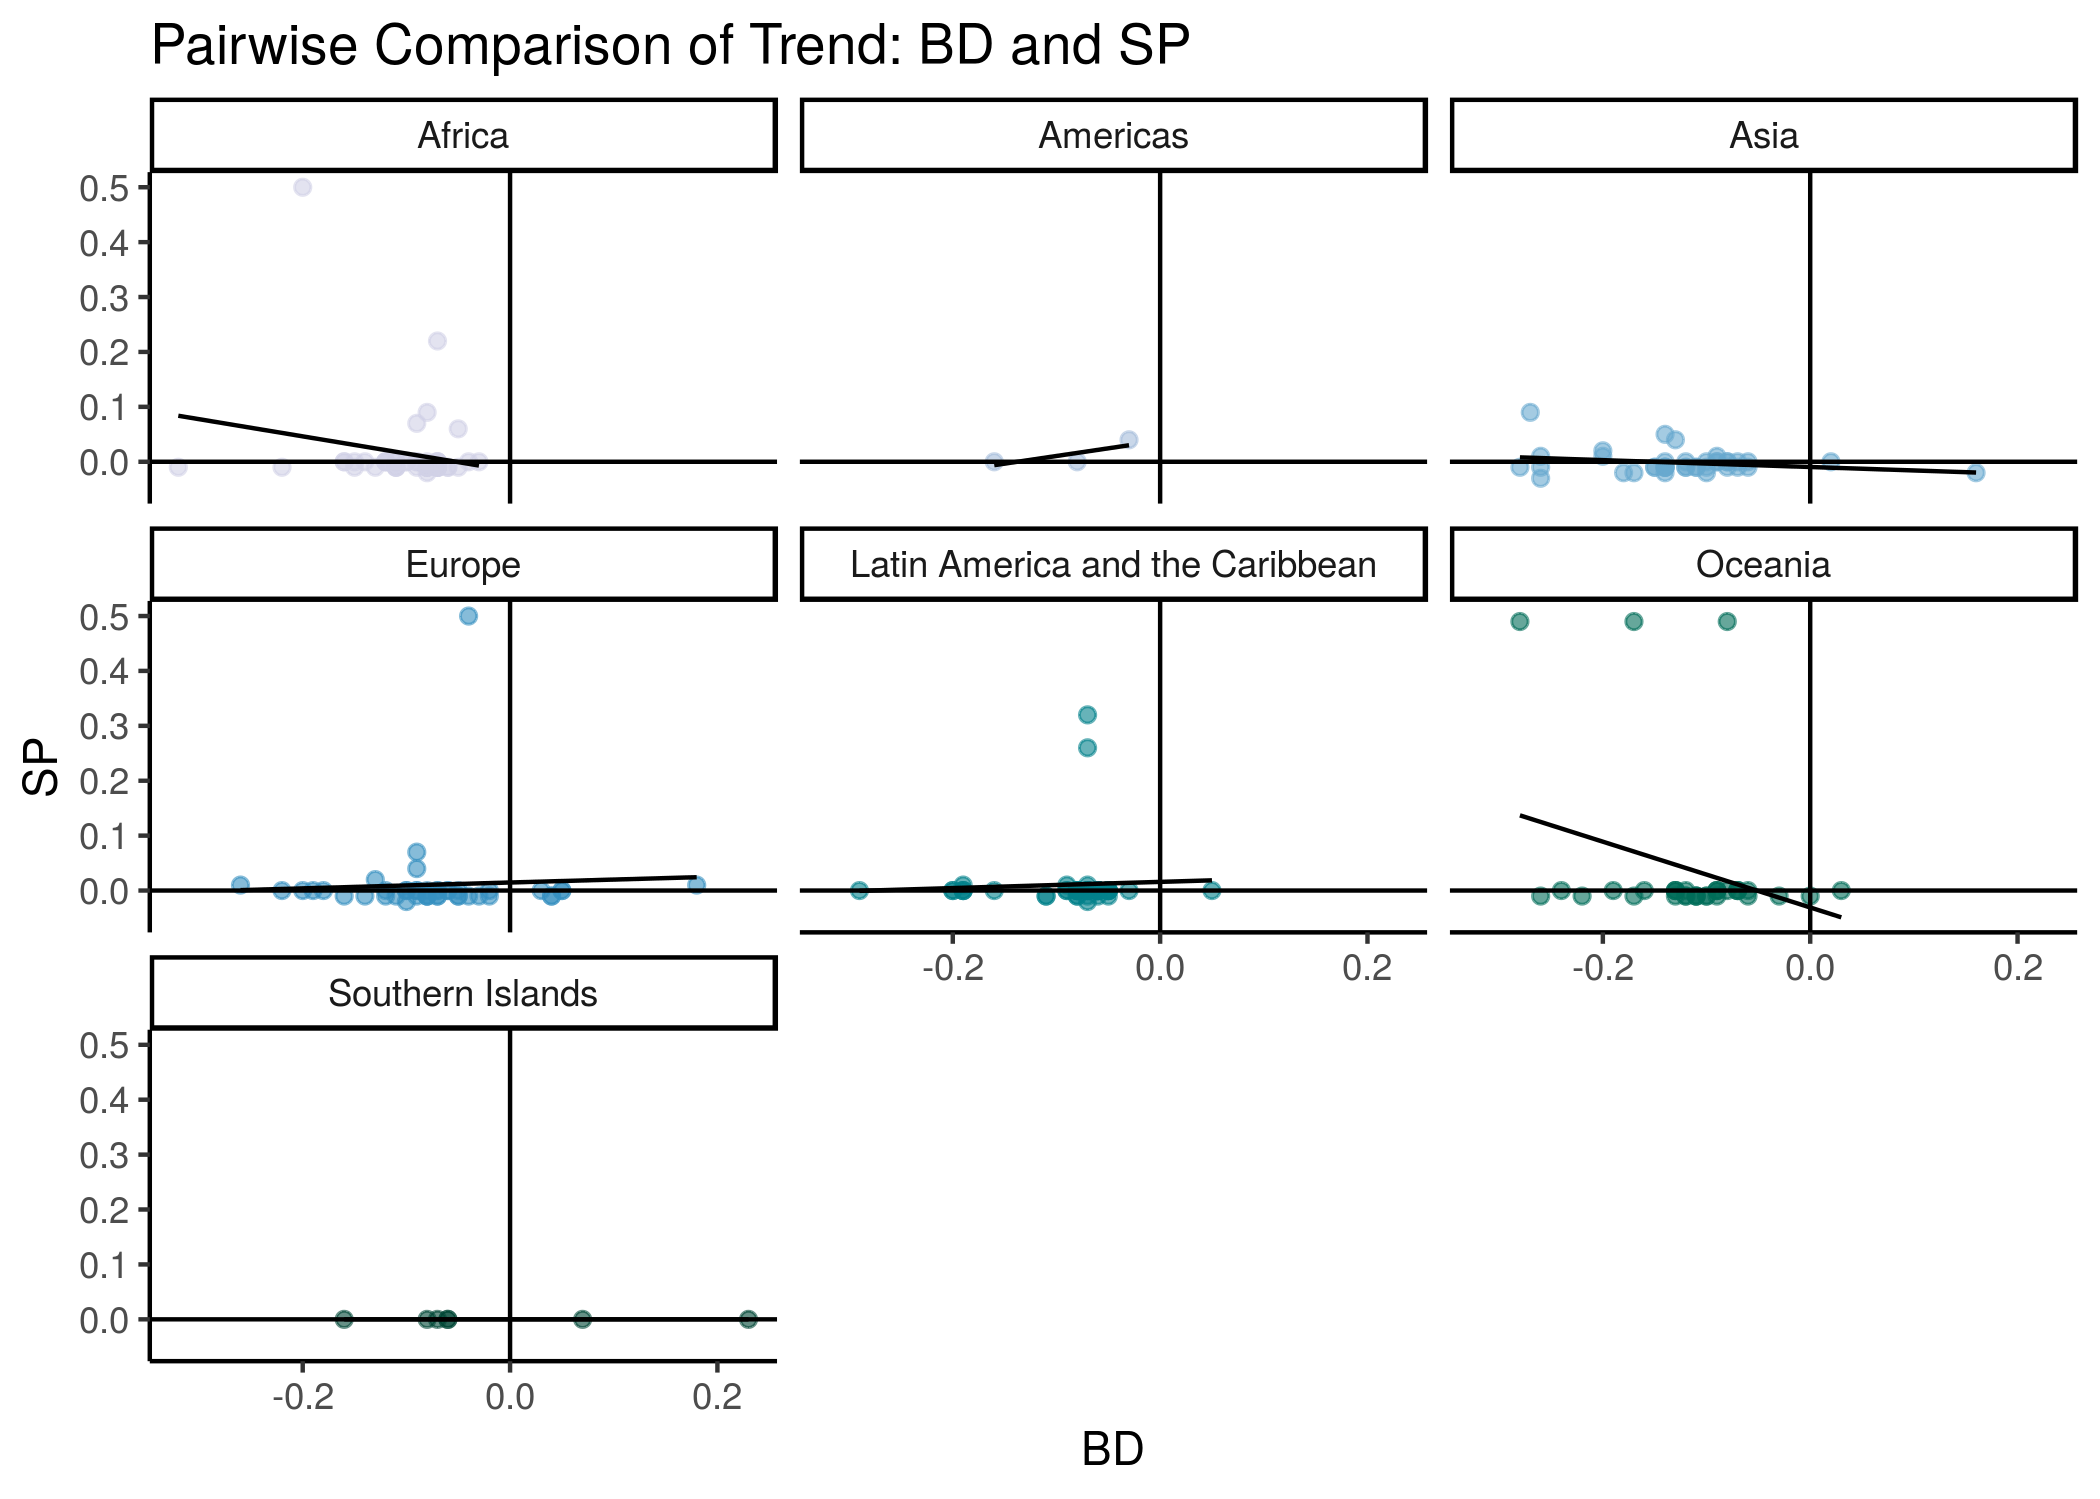 Pairwise Comparison of Trend: BD and SP
Africa
Americas
Asia
0.5
0.4
0.3
0.2
0.1
0.0
Europe
Latin America and the Caribbean
Oceania
0.5
0.4
0.3
0.2
0.1
0.0
SP
-0.2 0.0 0.2
-0.2 0.0 0.2
Southern Islands
0.5
0.4
0.3
0.2
0.1
0.0
-0.2 0.0 0.2
BD